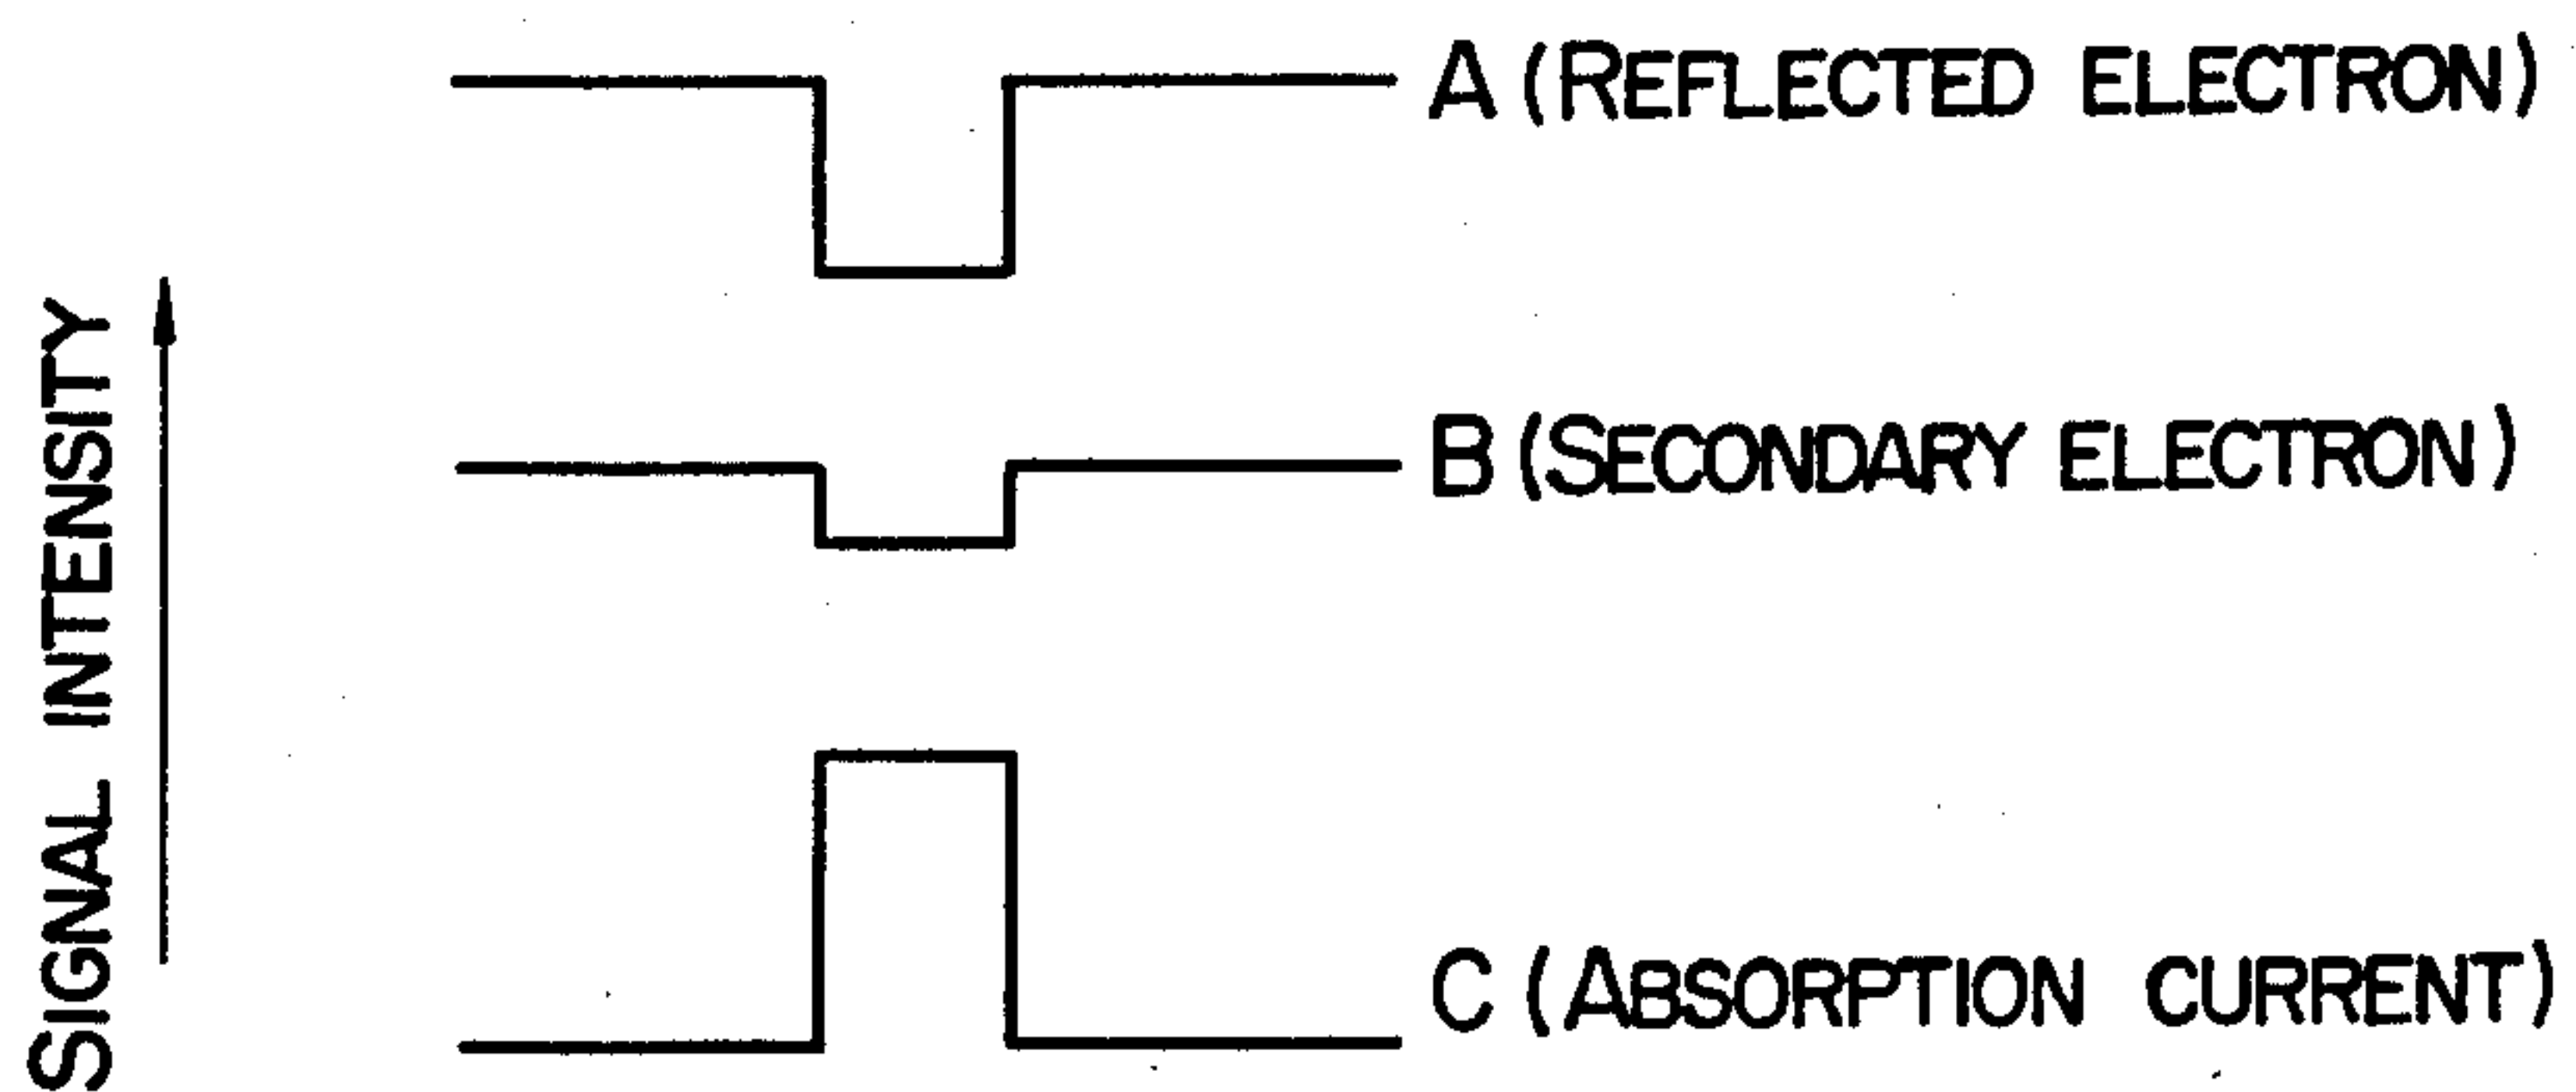 A (REFLECTED ELECTRON)
SIGNAL INTENSITY
B (SECONDARY ELECTRON)
C (ABSORPTION CURRENT)